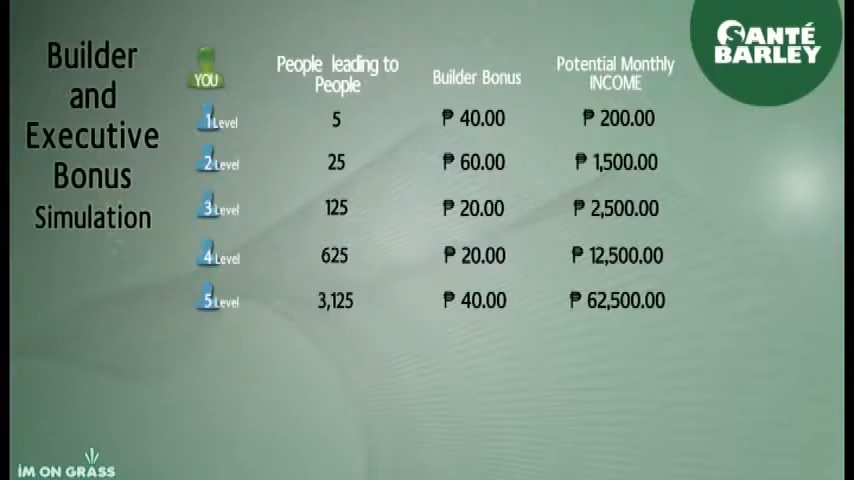 Builder
and
Executive
Bonus
Simulation
SANTÉ
BARLEY
YOU
People leading to
People
Builder Bonus
Potential Monthly
INCOME
1 Level 5 ₱ 40.00 ₱ 200.00
2 Level 25 ₱ 60.00 ₱ 1,500.00
3 Level 125 ₱ 20.00 ₱ 2,500.00
4 Level 625 ₱ 20.00 ₱ 12,500.00
5 Level 3,125 ₱ 40.00 ₱ 62,500.00
iM ON GRASS